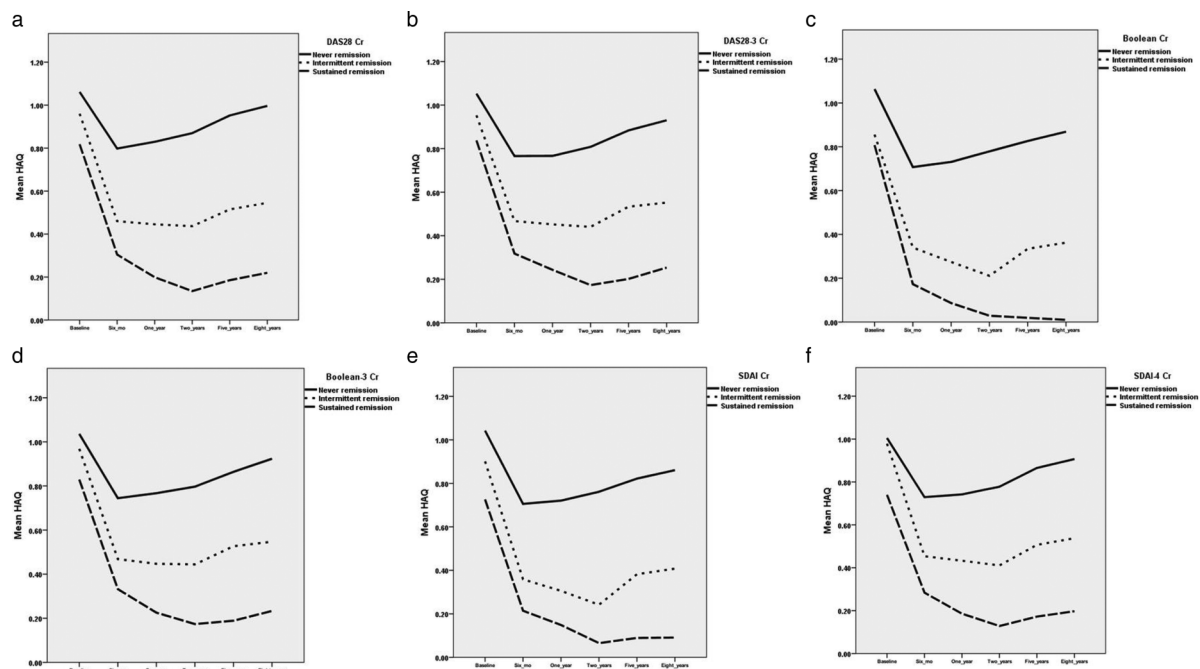 a
DAS28 Cr
Never remission
Intermittent remission
Sustained remission
Mean HAQ
1.20
1.00
0.80
0.60
0.40
0.20
0.00
Baseline
Six_mo
One_year
Two_years
Five_years
Eight_years
b
DAS28-3 Cr
Never remission
Intermittent remission
Sustained remission
Mean HAQ
1.20
1.00
0.80
0.60
0.40
0.20
0.00
Baseline
Six_mo
One_year
Two_years
Five_years
Eight_years
c
Boolean Cr
Never remission
Intermittent remission
Sustained remission
Mean HAQ
1.20
1.00
0.80
0.60
0.40
0.20
0.00
Baseline
Six_mo
One_year
Two_years
Five_years
Eight_years
d
Boolean-3 Cr
Never remission
Intermittent remission
Sustained remission
Mean HAQ
1.20
1.00
0.80
0.60
0.40
0.20
0.00
e
SDAI Cr
Never remission
Intermittent remission
Sustained remission
Mean HAQ
1.20
1.00
0.80
0.60
0.40
0.20
0.00
Baseline
Six_mo
One_year
Two_years
Five_years
Eight_years
f
SDAI-4 Cr
Never remission
Intermittent remission
Sustained remission
Mean HAQ
1.20
1.00
0.80
0.60
0.40
0.20
0.00
Baseline
Six_mo
One_year
Two_years
Five_years
Eight_years